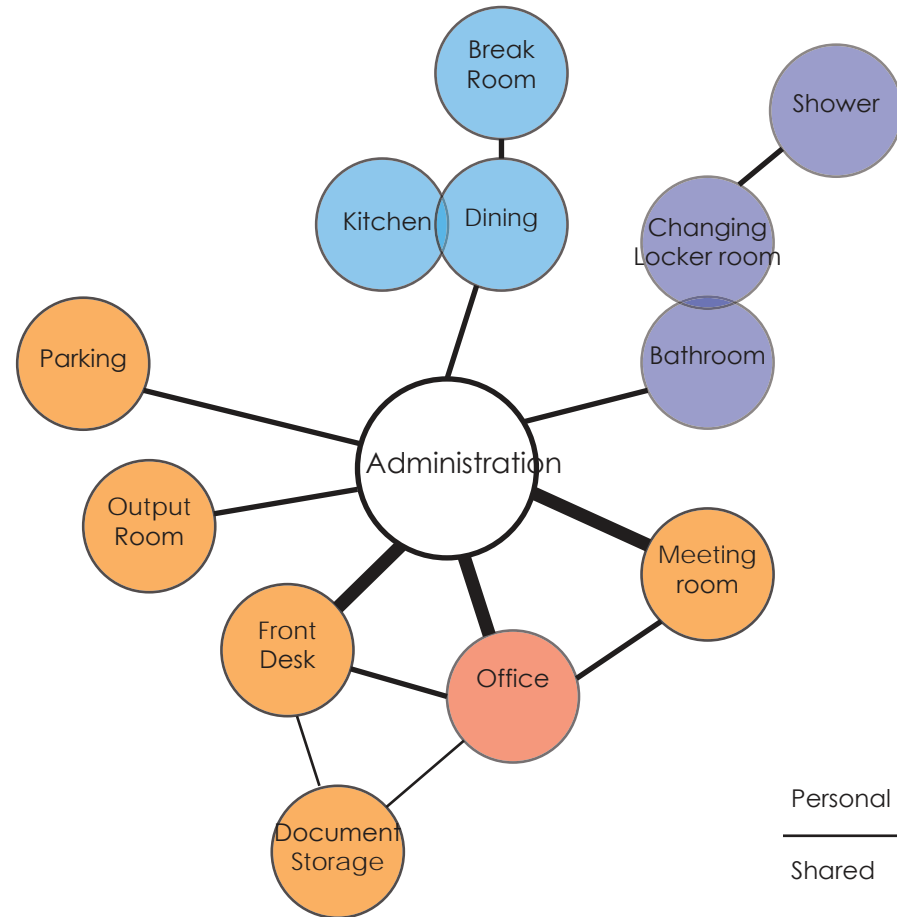 Break
Room
Shower
Kitchen
Dining
Changing
Locker room
Parking
Bathroom
Administration
Output
Room
Meeting
room
Front
Desk
Office
Document
Storage
Personal
Shared